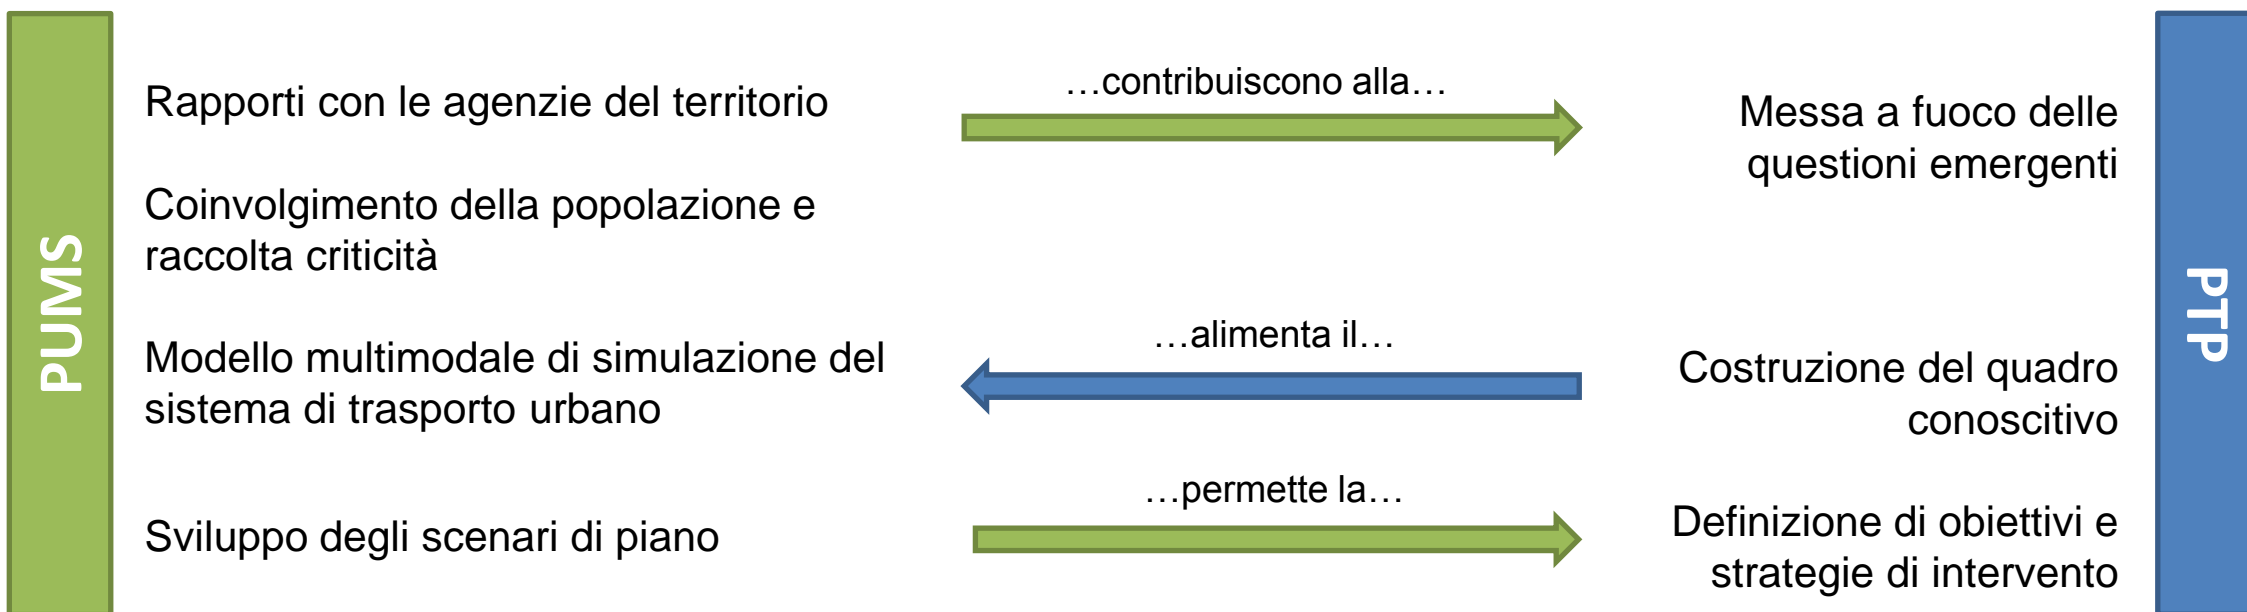 PUMS
Rapporti con le agenzie del territorio
…contribuiscono alla…
Messa a fuoco delle
questioni emergenti
Coinvolgimento della popolazione e
raccolta criticità
Modello multimodale di simulazione del
sistema di trasporto urbano
…alimenta il…
Costruzione del quadro
conoscitivo
Sviluppo degli scenari di piano
…permette la…
Definizione di obiettivi e
strategie di intervento
PTP